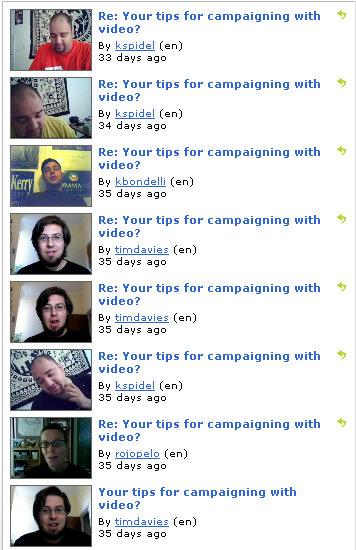 Re: Your tips for campaigning with
video?
By kspidel (en)
33 days ago
Re: Your tips for campaigning with
video?
By kspidel (en)
34 days ago
Kerry
OBAMA
Re: Your tips for campaigning with
video?
By kbondelli (en)
35 days ago
Re: Your tips for campaigning with
video?
By timdavies (en)
35 days ago
Re: Your tips for campaigning with
video?
By timdavies (en)
35 days ago
Re: Your tips for campaigning with
video?
By kspidel (en)
35 days ago
Re: Your tips for campaigning with
video?
By rojopelo (en)
35 days ago
Your tips for campaigning with
video?
By timdavies (en)
35 days ago